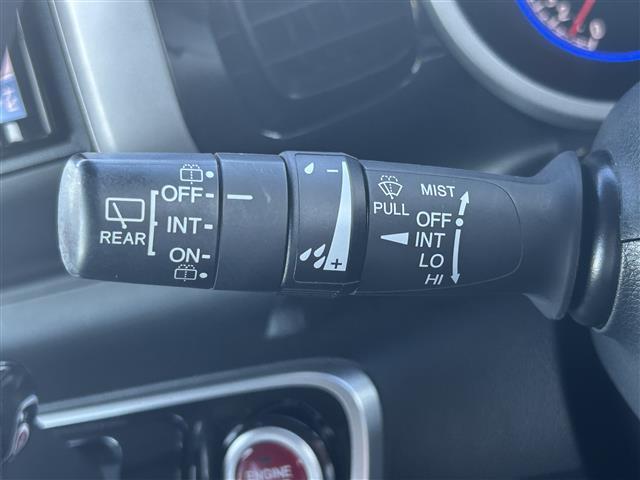 OFF
INT
ON
REAR
- 
+
PULL
MIST
OFF
INT
LO
HI
ENGINE